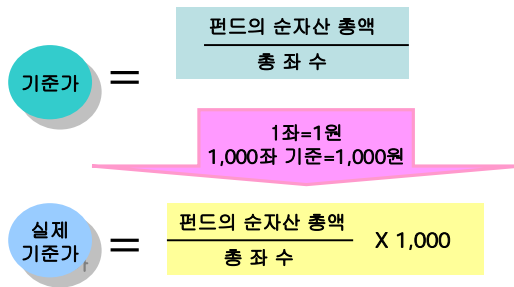 기준가
=
펀드의 순자산 총액
총 좌 수
1좌=1원
1,000좌 기준=1,000원
실제
기준가
=
펀드의 순자산 총액
총 좌 수
X 1,000